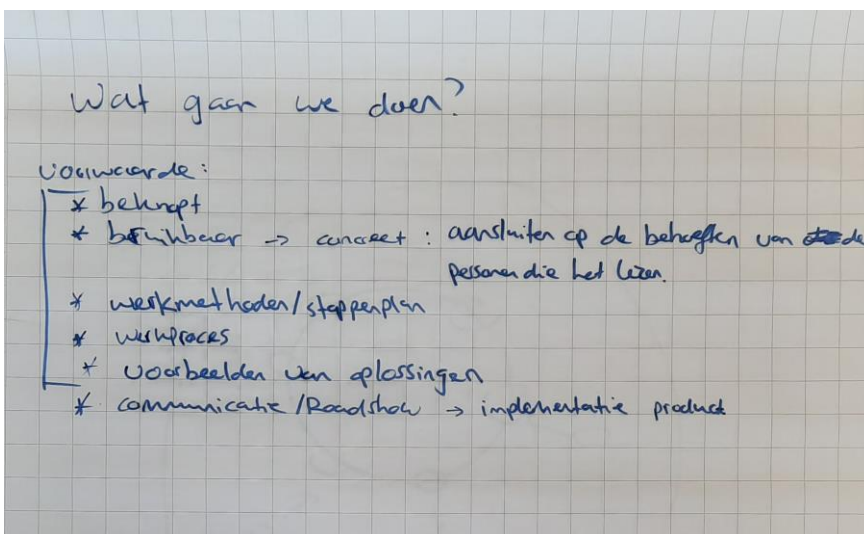 Wat gaan we doen?
voorwaarde:
* beknopt
* bruikbaar → concreet : aansluiten op de behoeften van de
personen die het lezen.
* werkmethoden/stappenplan
* werkproces
* voorbeelden van oplossingen
* communicatie/Roadshow → implementatie product